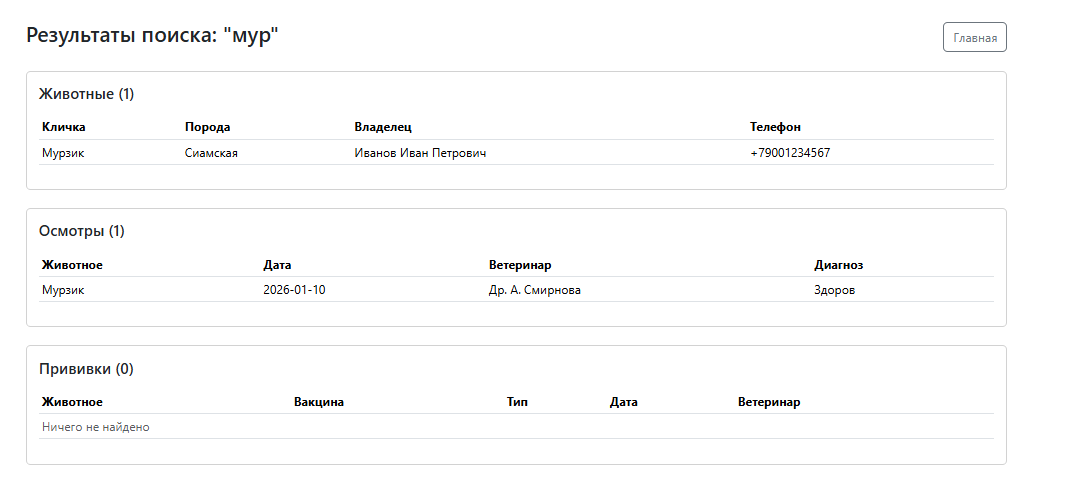 Результаты поиска: "мур" Главная
Животные (1)
Кличка Порода Владелец Телефон
Мурзик Сиамская Иванов Иван Петрович +79001234567
Осмотры (1)
Животное Дата Ветеринар Диагноз
Мурзик 2026-01-10 Др. А. Смирнова Здоров
Прививки (0)
Животное Вакцина Тип Дата Ветеринар
Ничего не найдено